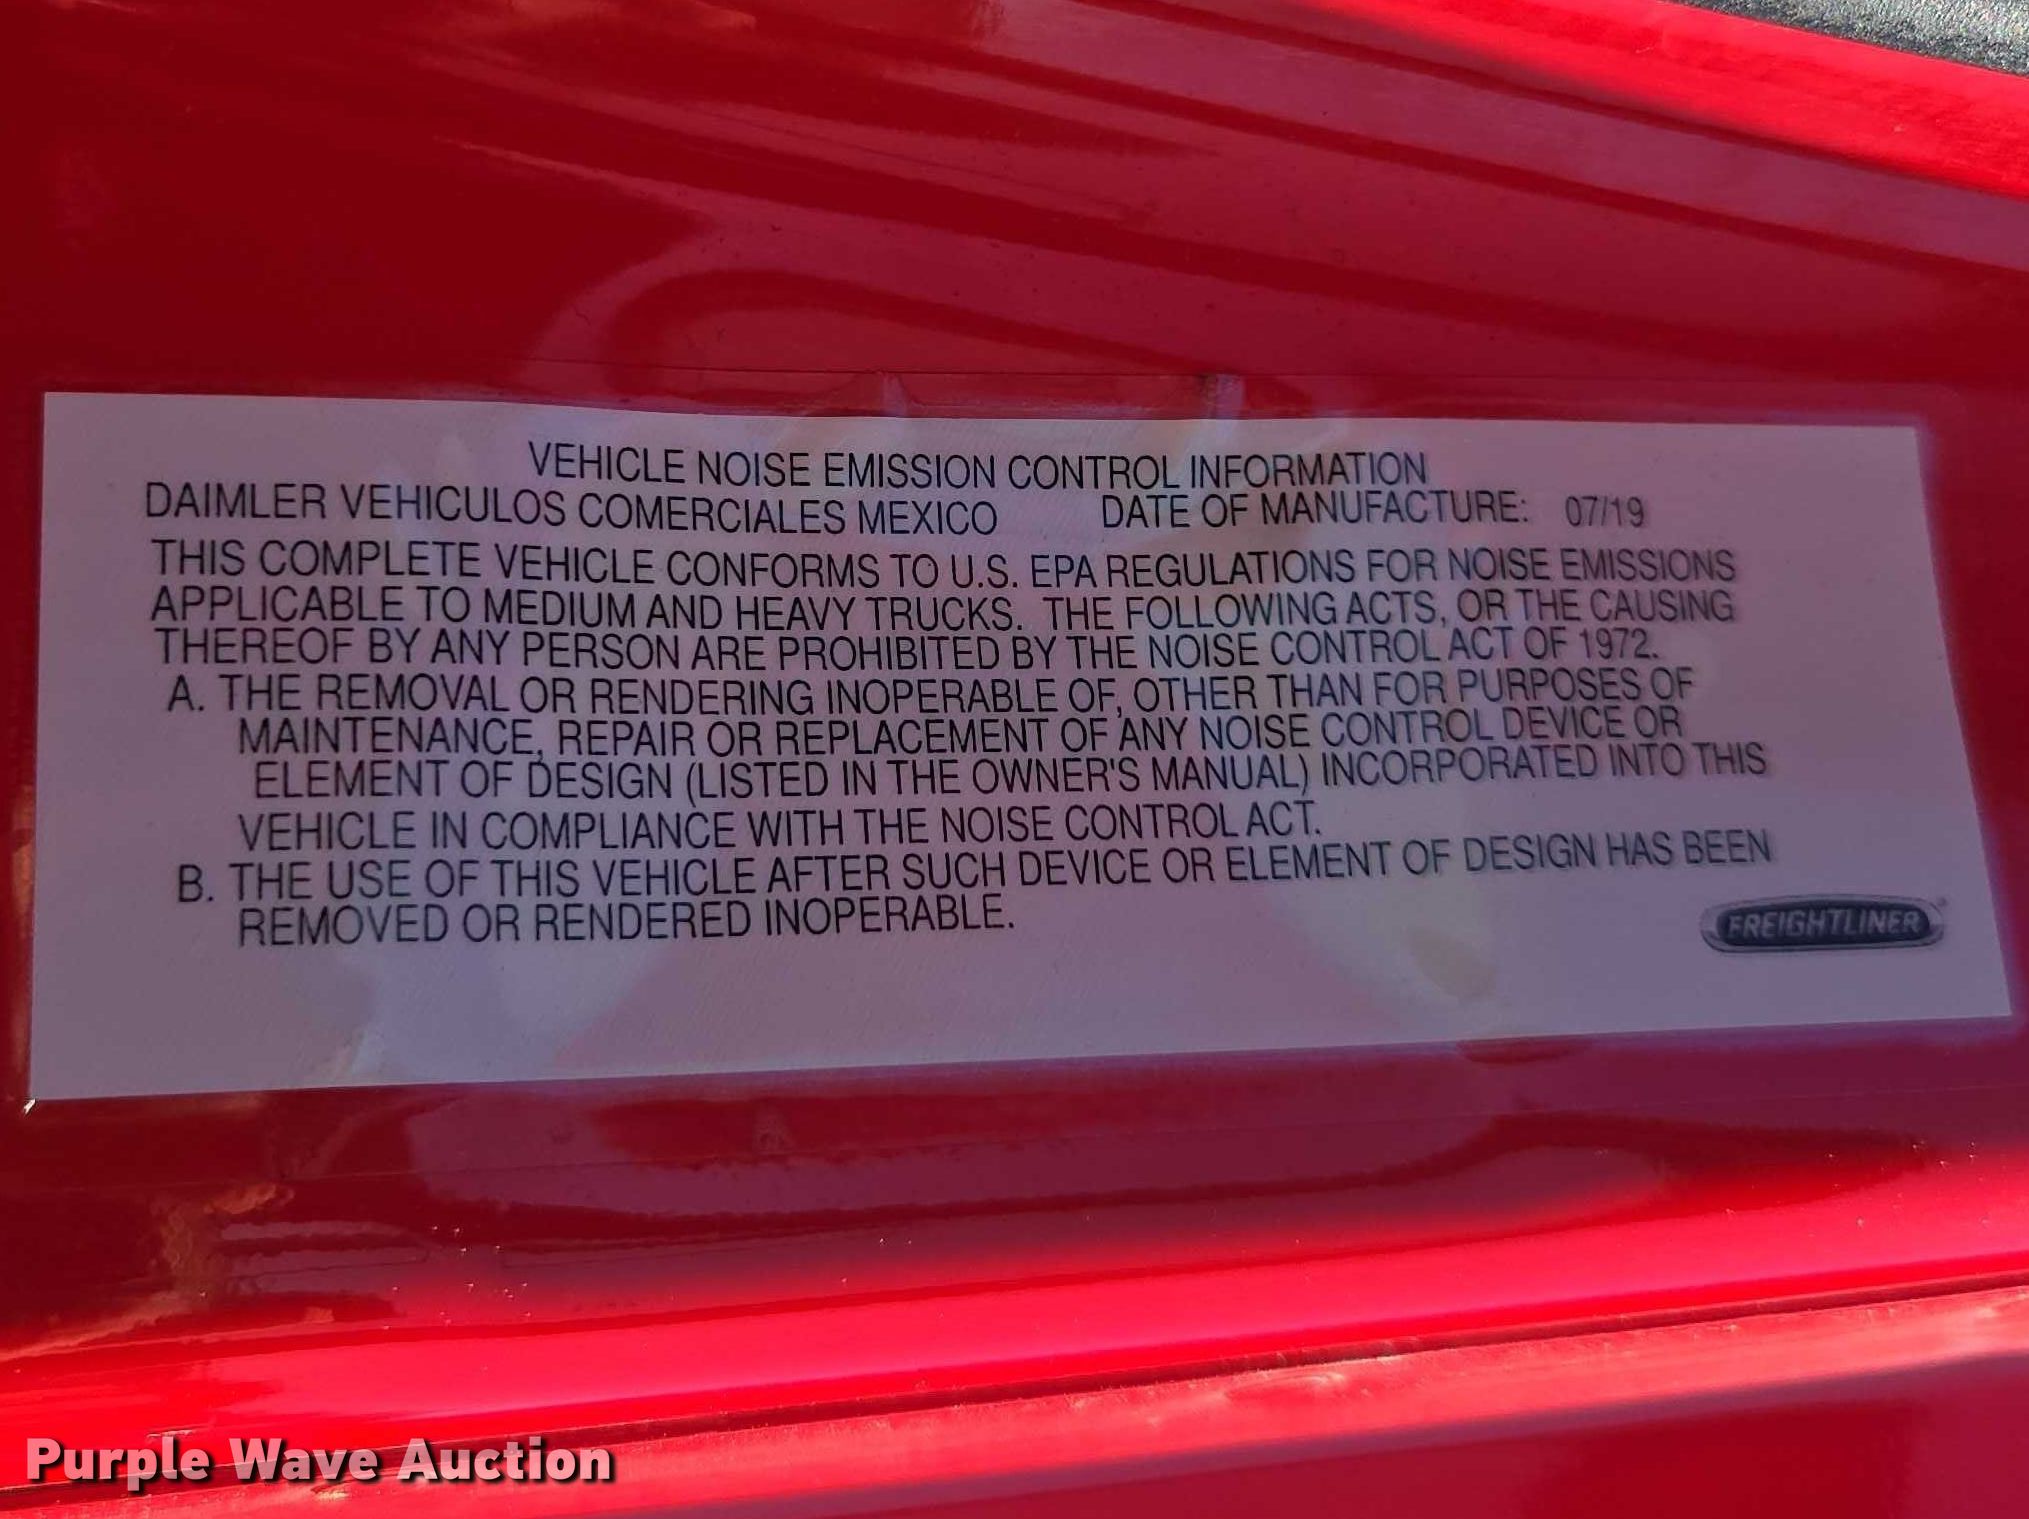 VEHICLE NOISE EMISSION CONTROL INFORMATION
DAIMLER VEHICULOS COMERCIALES MEXICO DATE OF MANUFACTURE: 07/19
THIS COMPLETE VEHICLE CONFORMS TO U.S. EPA REGULATIONS FOR NOISE EMISSIONS
APPLICABLE TO MEDIUM AND HEAVY TRUCKS. THE FOLLOWING ACTS, OR THE CAUSING
THEREOF BY ANY PERSON ARE PROHIBITED BY THE NOISE CONTROL ACT OF 1972.
A. THE REMOVAL OR RENDERING INOPERABLE OF, OTHER THAN FOR PURPOSES OF
MAINTENANCE, REPAIR OR REPLACEMENT OF ANY NOISE CONTROL DEVICE OR
ELEMENT OF DESIGN (LISTED IN THE OWNER'S MANUAL) INCORPORATED INTO THIS
VEHICLE IN COMPLIANCE WITH THE NOISE CONTROL ACT.
B. THE USE OF THIS VEHICLE AFTER SUCH DEVICE OR ELEMENT OF DESIGN HAS BEEN
REMOVED OR RENDERED INOPERABLE.
FREIGHTLINER
Purple Wave Auction